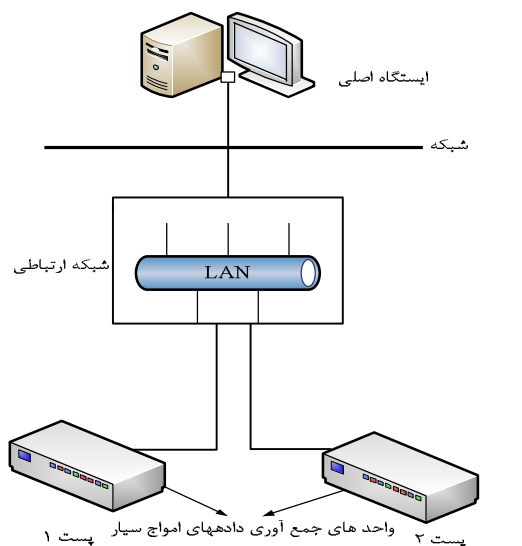 ایستگاه اصلی
شبکه
شبکه ارتباطی
LAN
واحد های جمع آوری دادههای امواج سیار
پست ۱
پست ۲